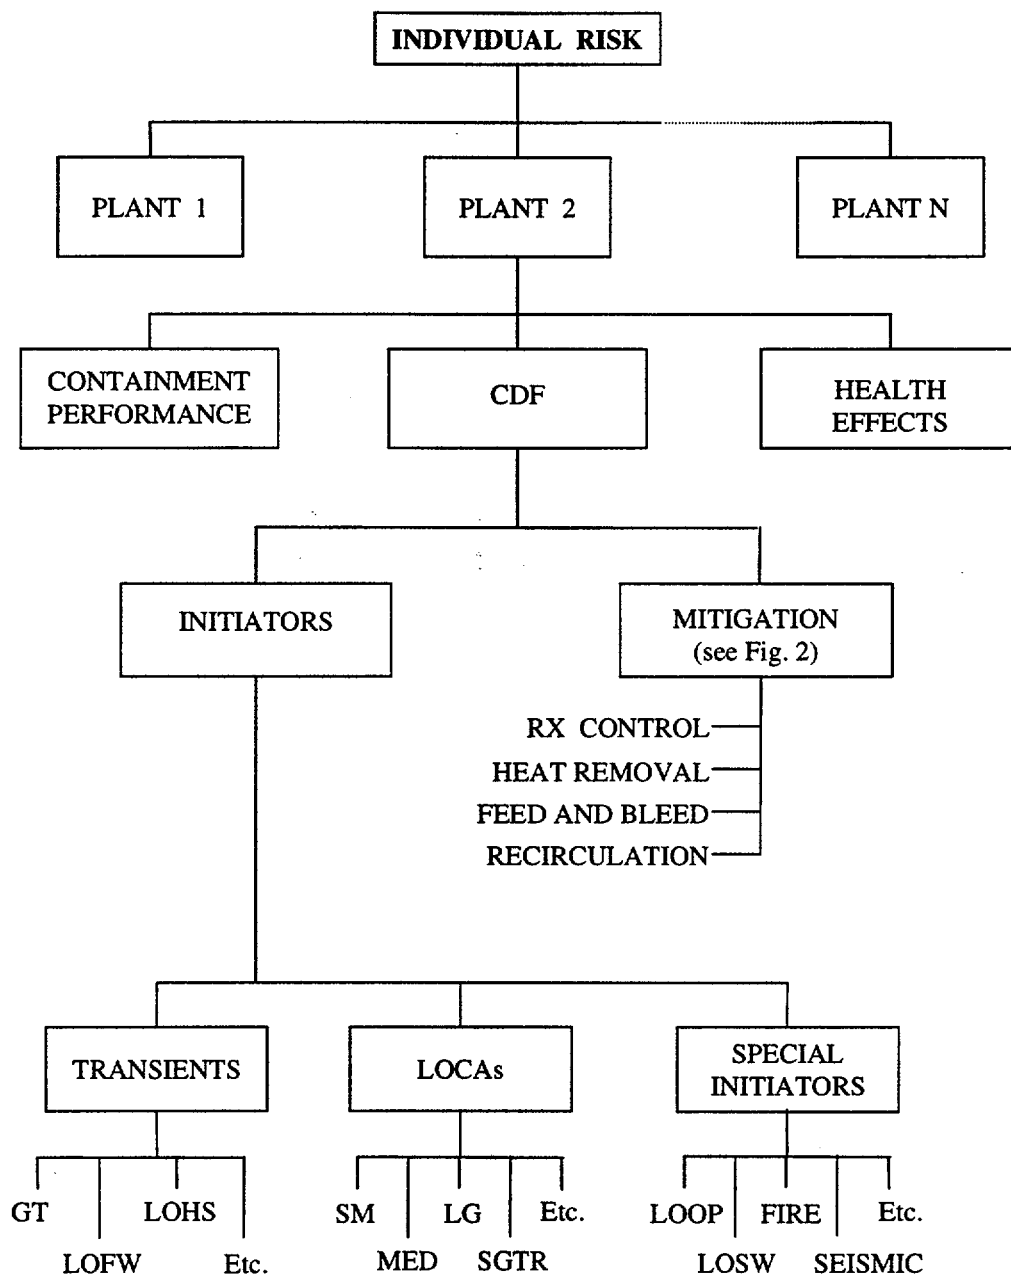 INDIVIDUAL RISK
PLANT 1
PLANT 2
PLANT N
CONTAINMENT
PERFORMANCE
CDF
HEALTH
EFFECTS
INITIATORS
MITIGATION
(see Fig. 2)
RX CONTROL
HEAT REMOVAL
FEED AND BLEED
RECIRCULATION
TRANSIENTS
LOCAs
SPECIAL
INITIATORS
GT
LOFW
LOHS
Etc.
SM
MED
LG
SGTR
Etc.
LOOP
LOSW
FIRE
SEISMIC
Etc.